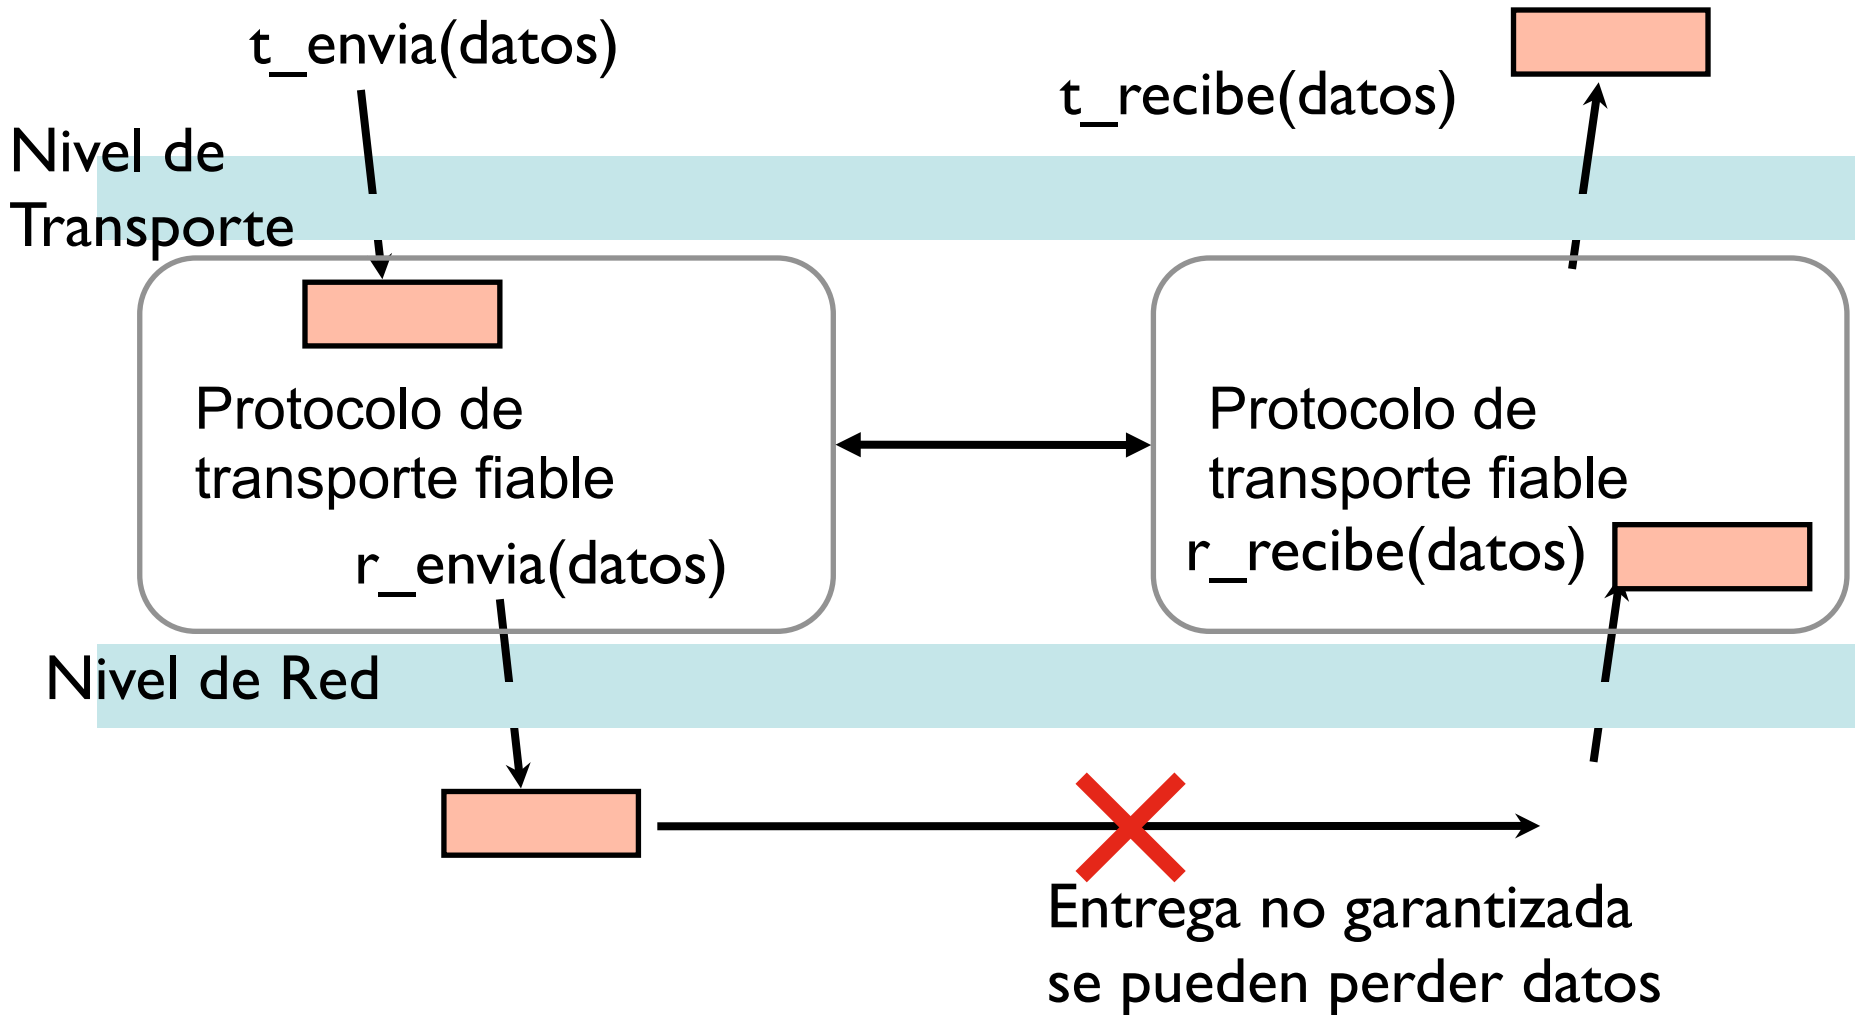 t_envia(datos)
t_recibe(datos)
Nivel de
Transporte
Protocolo de
transporte fiable
r_envia(datos)
Protocolo de
transporte fiable
r_recibe(datos)
Nivel de Red
Entrega no garantizada
se pueden perder datos